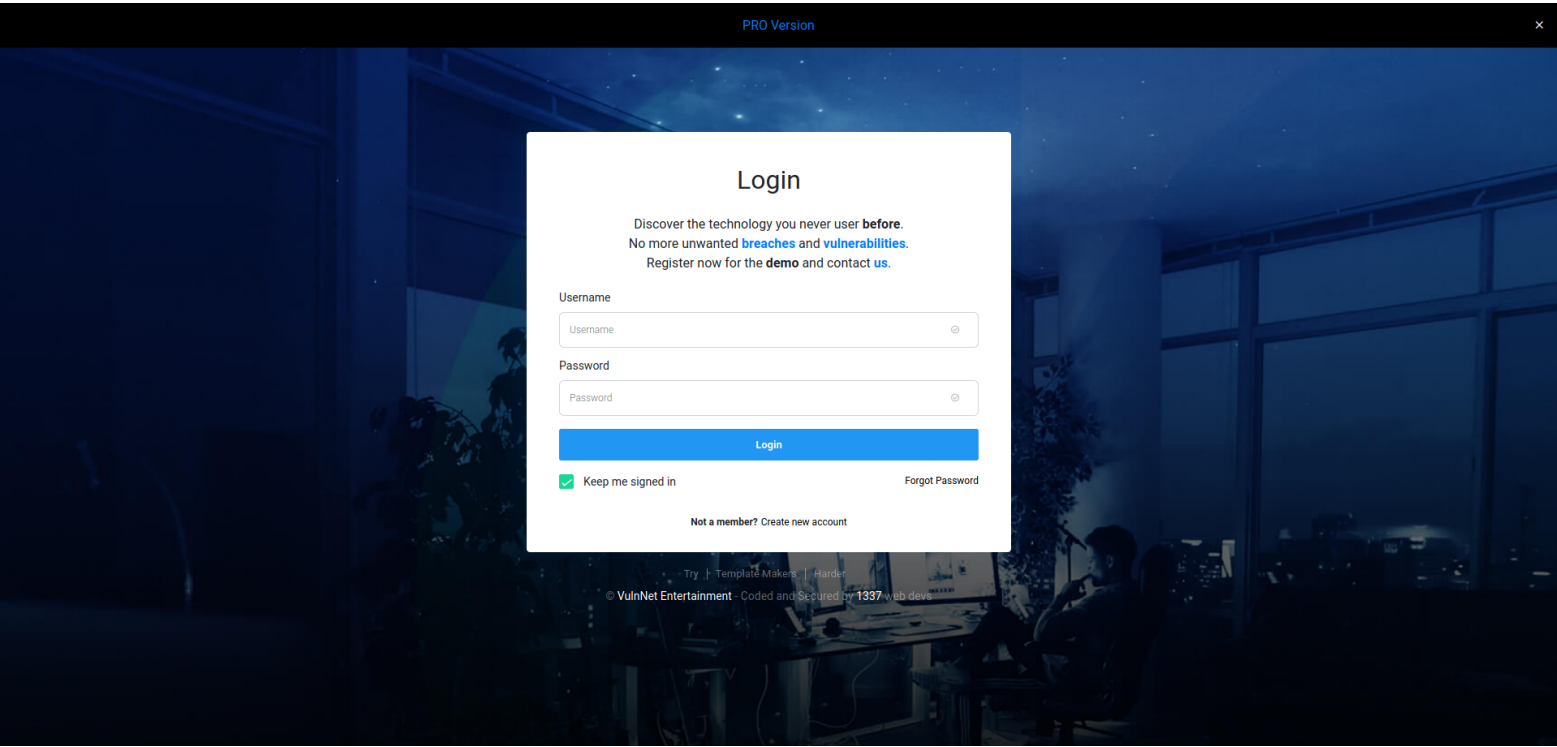 PRO Version ×
Login
Discover the technology you never user before.
No more unwanted breaches and vulnerabilities.
Register now for the demo and contact us.
Username
Username
Password
Password
Login
Keep me signed in Forgot Password
Not a member? Create new account
Try | Template Makers | Harder
© VulnNet Entertainment - Coded and Secured by 1337 web devs